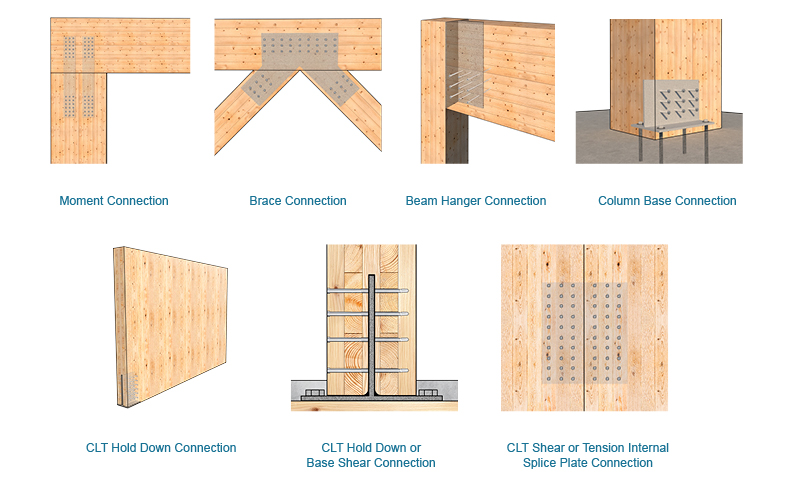 Moment Connection
Brace Connection
Beam Hanger Connection
Column Base Connection
CLT Hold Down Connection
CLT Hold Down or
Base Shear Connection
CLT Shear or Tension Internal
Splice Plate Connection